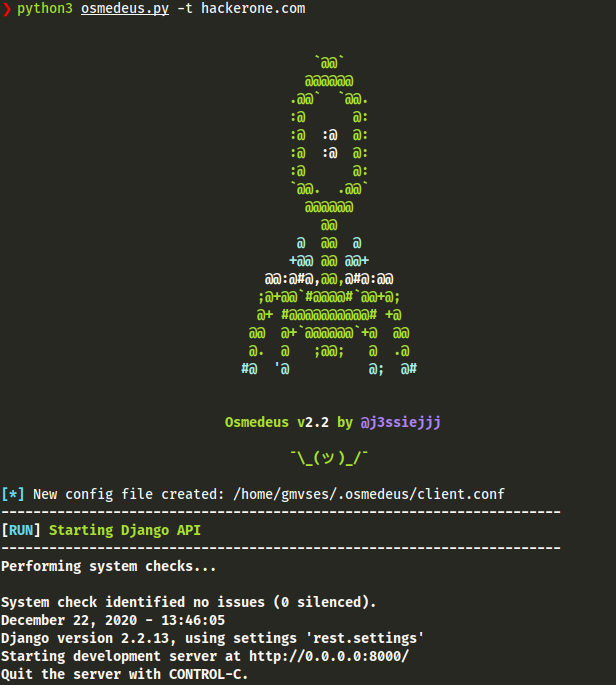 ❯ python3 osmedeus.py -t hackerone.com
`@@`
@@@@@@
.@@`  `@@.
:@      @:
:@  :@  @:
:@  :@  @:
:@      @:
`@@.  .@@`
@@@@@@
@@
@  @@  @
+@@ @@ @@+
@@:@#@,@@,@#@:@@
;@+@@`#@@@@#`@@+@;
@+ #@@@@@@@@@@# +@
@@  @+`@@@@@@`+@  @@
@.  @   ;@@;   @  .@
#@  '@          @;  @#
Osmedeus v2.2 by @j3ssiejjj
¯\_(ツ)_/¯
[*] New config file created: /home/gmvses/.osmedeus/client.conf
----------------------------------------------------------------------
[RUN] Starting Django API
----------------------------------------------------------------------
Performing system checks...
System check identified no issues (0 silenced).
December 22, 2020 - 13:46:05
Django version 2.2.13, using settings 'rest.settings'
Starting development server at http://0.0.0.0:8000/
Quit the server with CONTROL-C.